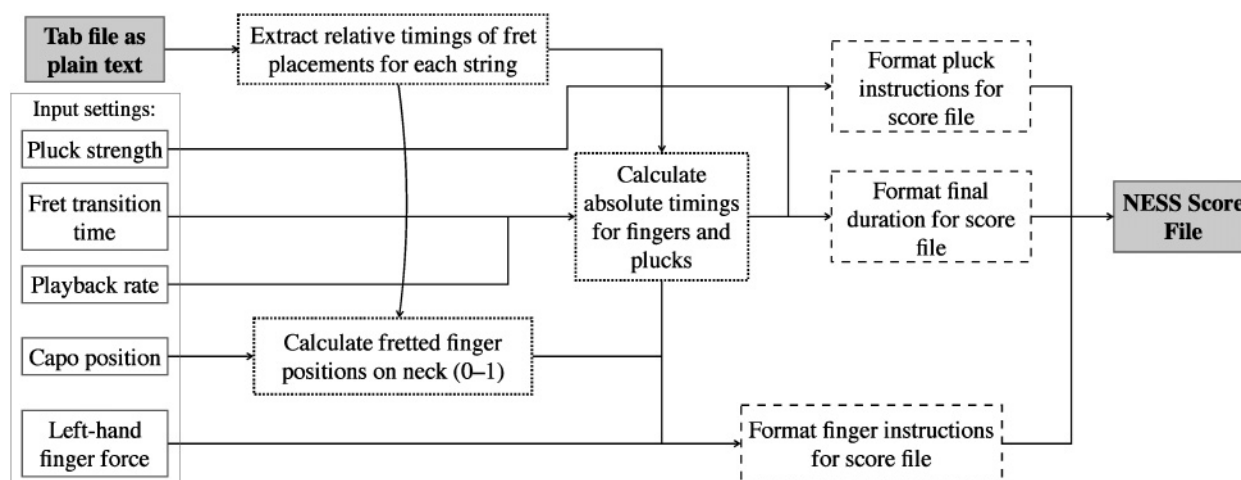 Tab file as
plain text
Extract relative timings of fret
placements for each string
Input settings:
Pluck strength
Fret transition
time
Playback rate
Capo position
Left-hand
finger force
Calculate fretted finger
positions on neck (0–1)
Calculate
absolute timings
for fingers and
plucks
Format pluck
instructions for
score file
Format final
duration for score
file
Format finger instructions
for score file
NESS Score
File